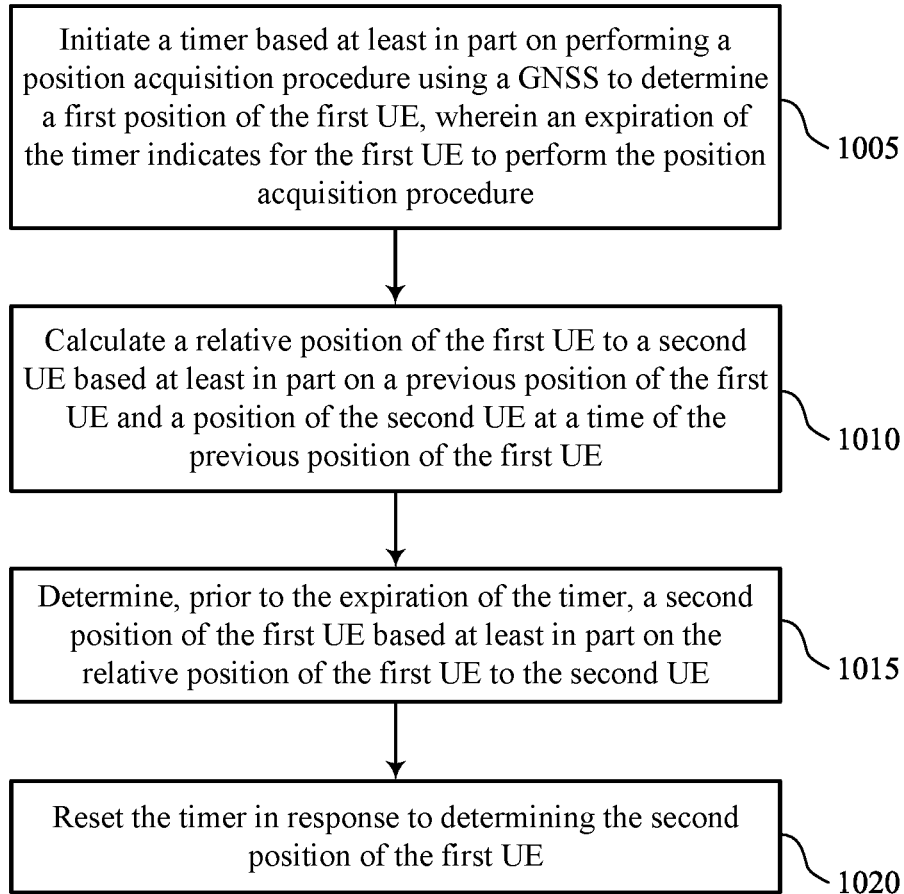 Initiate a timer based at least in part on performing a
position acquisition procedure using a GNSS to determine
a first position of the first UE, wherein an expiration of
the timer indicates for the first UE to perform the position
acquisition procedure
1005
Calculate a relative position of the first UE to a second
UE based at least in part on a previous position of the first
UE and a position of the second UE at a time of the
previous position of the first UE
1010
Determine, prior to the expiration of the timer, a second
position of the first UE based at least in part on the
relative position of the first UE to the second UE
1015
Reset the timer in response to determining the second
position of the first UE
1020